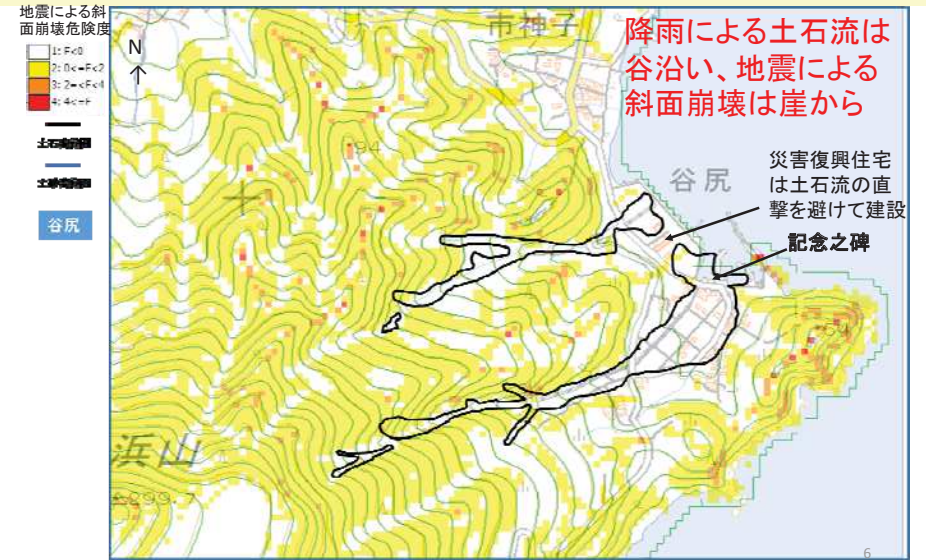 地震による斜
面崩壊危険度
1: F<0
2: 0<=F<2
3: 2=<F<4
4: 4<=F
谷尻
N
市神子
降雨による土石流は
谷沿い、地震による
斜面崩壊は崖から
谷尻
災害復興住宅
は土石流の直
撃を避けて建設
記念之碑
194
浜山
299.7
6